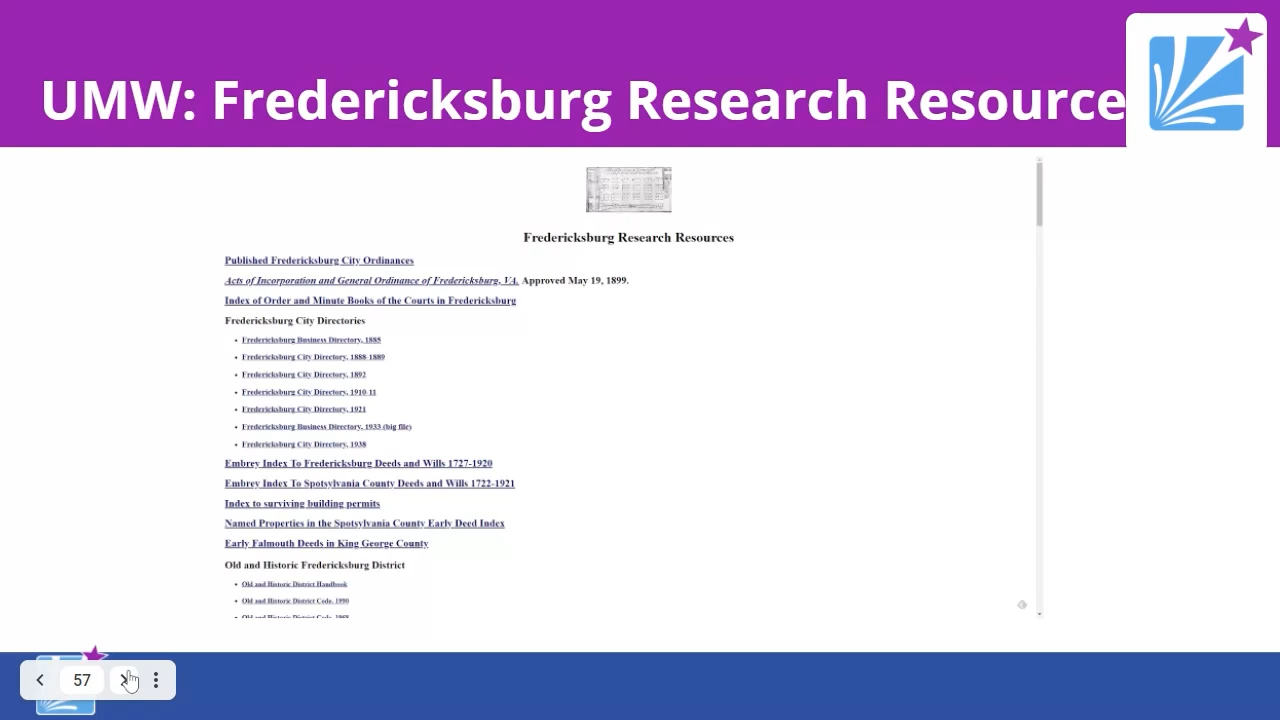 UMW: Fredericksburg Research Resource
Fredericksburg Research Resources
Published Fredericksburg City Ordinances
Acts of Incorporation and General Ordinance of Fredericksburg, VA. Approved May 19, 1899.
Index of Order and Minute Books of the Courts in Fredericksburg
Fredericksburg City Directories
• Fredericksburg Business Directory, 1885
• Fredericksburg City Directory, 1888-1889
• Fredericksburg City Directory, 1892
• Fredericksburg City Directory, 1910-11
• Fredericksburg City Directory, 1921
• Fredericksburg Business Directory, 1933 (big file)
• Fredericksburg City Directory, 1938
Embrey Index To Fredericksburg Deeds and Wills 1727-1920
Embrey Index To Spotsylvania County Deeds and Wills 1722-1921
Index to surviving building permits
Named Properties in the Spotsylvania County Early Deed Index
Early Falmouth Deeds in King George County
Old and Historic Fredericksburg District
• Old and Historic District Handbook
• Old and Historic District Code, 1990
• Old and Historic District Code, 1968
57